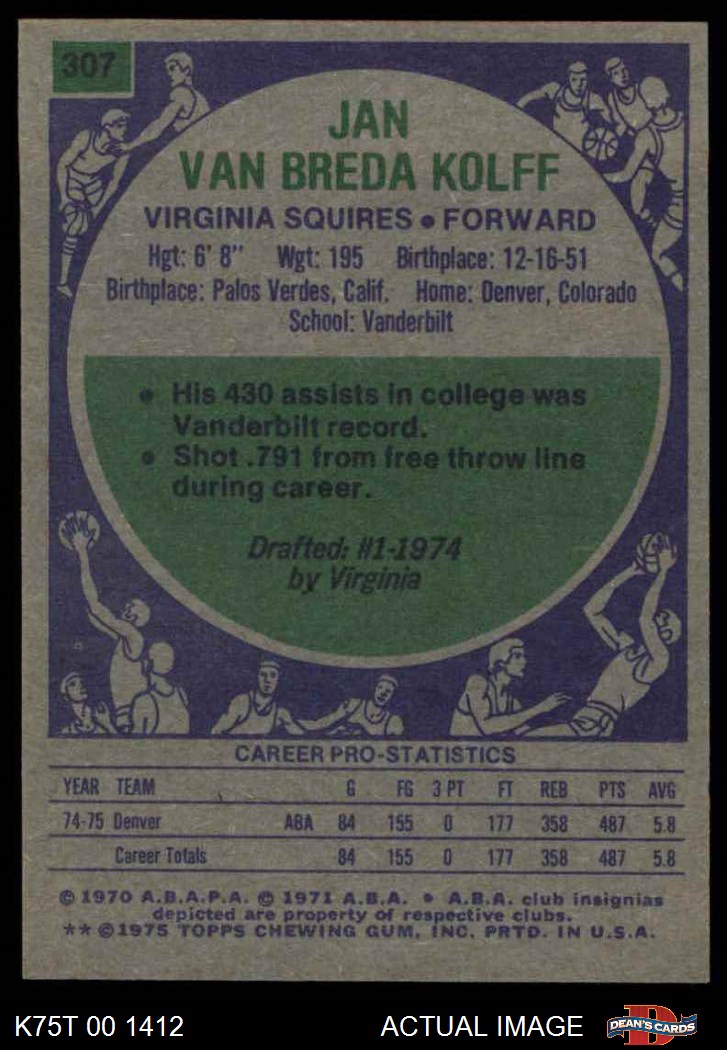 307
JAN
VAN BREDA KOLFF
VIRGINIA SQUIRES • FORWARD
Hgt: 6' 8" Wgt: 195 Birthplace: 12-16-51
Birthplace: Palos Verdes, Calif. Home: Denver, Colorado
School: Vanderbilt
• His 430 assists in college was
Vanderbilt record.
• Shot .791 from free throw line
during career.
Drafted: #1-1974
by Virginia
CAREER PRO-STATISTICS
YEAR TEAM G FG 3 PT FT REB PTS AVG
74-75 Denver ABA 84 155 0 177 358 487 5.8
Career Totals 84 155 0 177 358 487 5.8
© 1970 A.B.A.P.A. © 1971 A.B.A. • A.B.A. club insignias
depicted are property of respective clubs.
** © 1975 TOPPS CHEWING GUM, INC. PRTD. IN U.S.A.
K75T 00 1412 ACTUAL IMAGE D DEAN'S CARDS